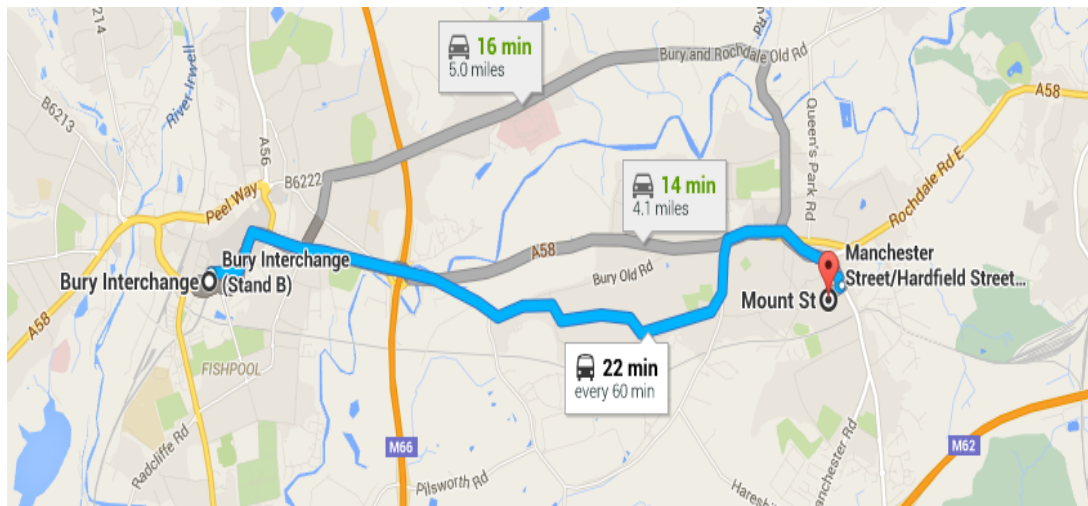 B6214
B6213
River Irwell
A56
B6222
Peel Way
16 min
5.0 miles
Bury and Rochdale Old Rd
Rd
Queen's Park Rd
A58
Rochdale Rd E
14 min
4.1 miles
A58
Bury Old Rd
Bury Interchange
Bury Interchange
(Stand B)
Manchester
Street/Hardfield Street...
Mount St
A58
FISHPOOL
22 min
every 60 min
Radcliffe Rd
M66
Pilsworth Rd
M62
Manchester Rd